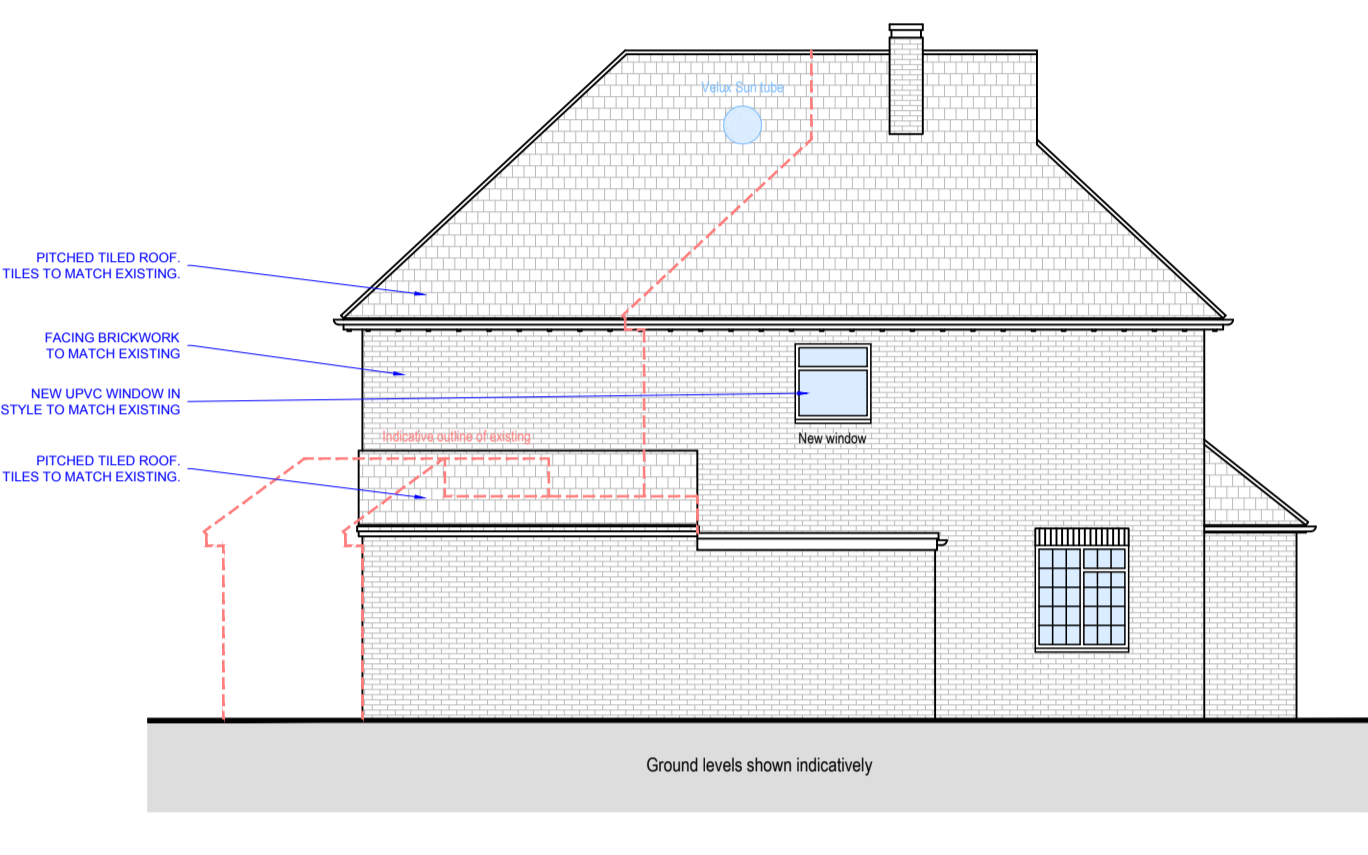 Velux Sun tube
PITCHED TILED ROOF.
TILES TO MATCH EXISTING.
FACING BRICKWORK
TO MATCH EXISTING
NEW UPVC WINDOW IN
STYLE TO MATCH EXISTING
New window
Indicative outline of existing
PITCHED TILED ROOF.
TILES TO MATCH EXISTING.
Ground levels shown indicatively